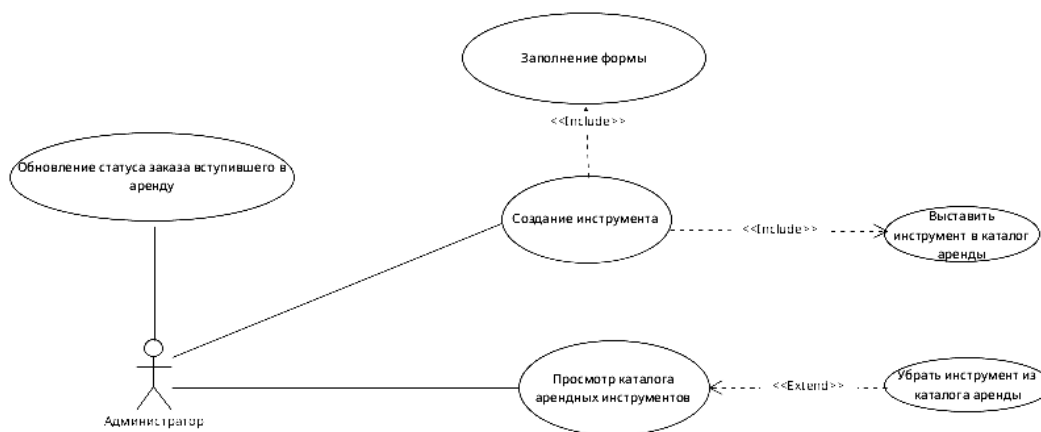 Заполнение формы
<<Include>>
Обновление статуса заказа вступившего в
аренду
Создание инструмента
<<Include>>
Выставить
инструмент в каталог
аренды
Просмотр каталога
арендных инструментов
<<Extend>>
Убрать инструмент из
каталога аренды
Администратор